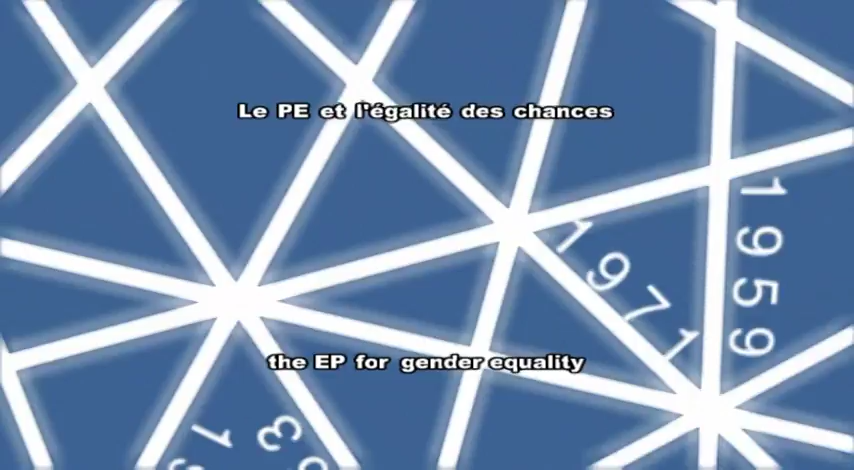 Le PE et l'égalité des chances
1959
1971
the EP for gender equality